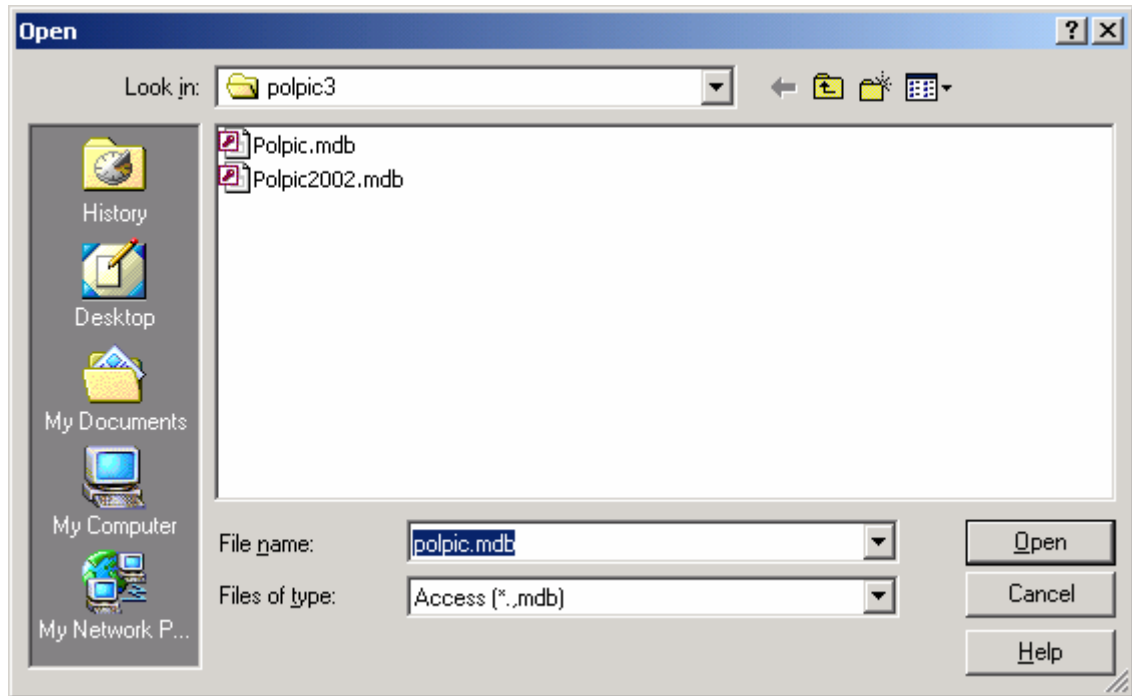 Open
Look in: polpic3
Polpic.mdb
Polpic2002.mdb
History
Desktop
My Documents
My Computer
My Network P...
File name: polpic.mdb Open
Files of type: Access (*.,mdb) Cancel
Help